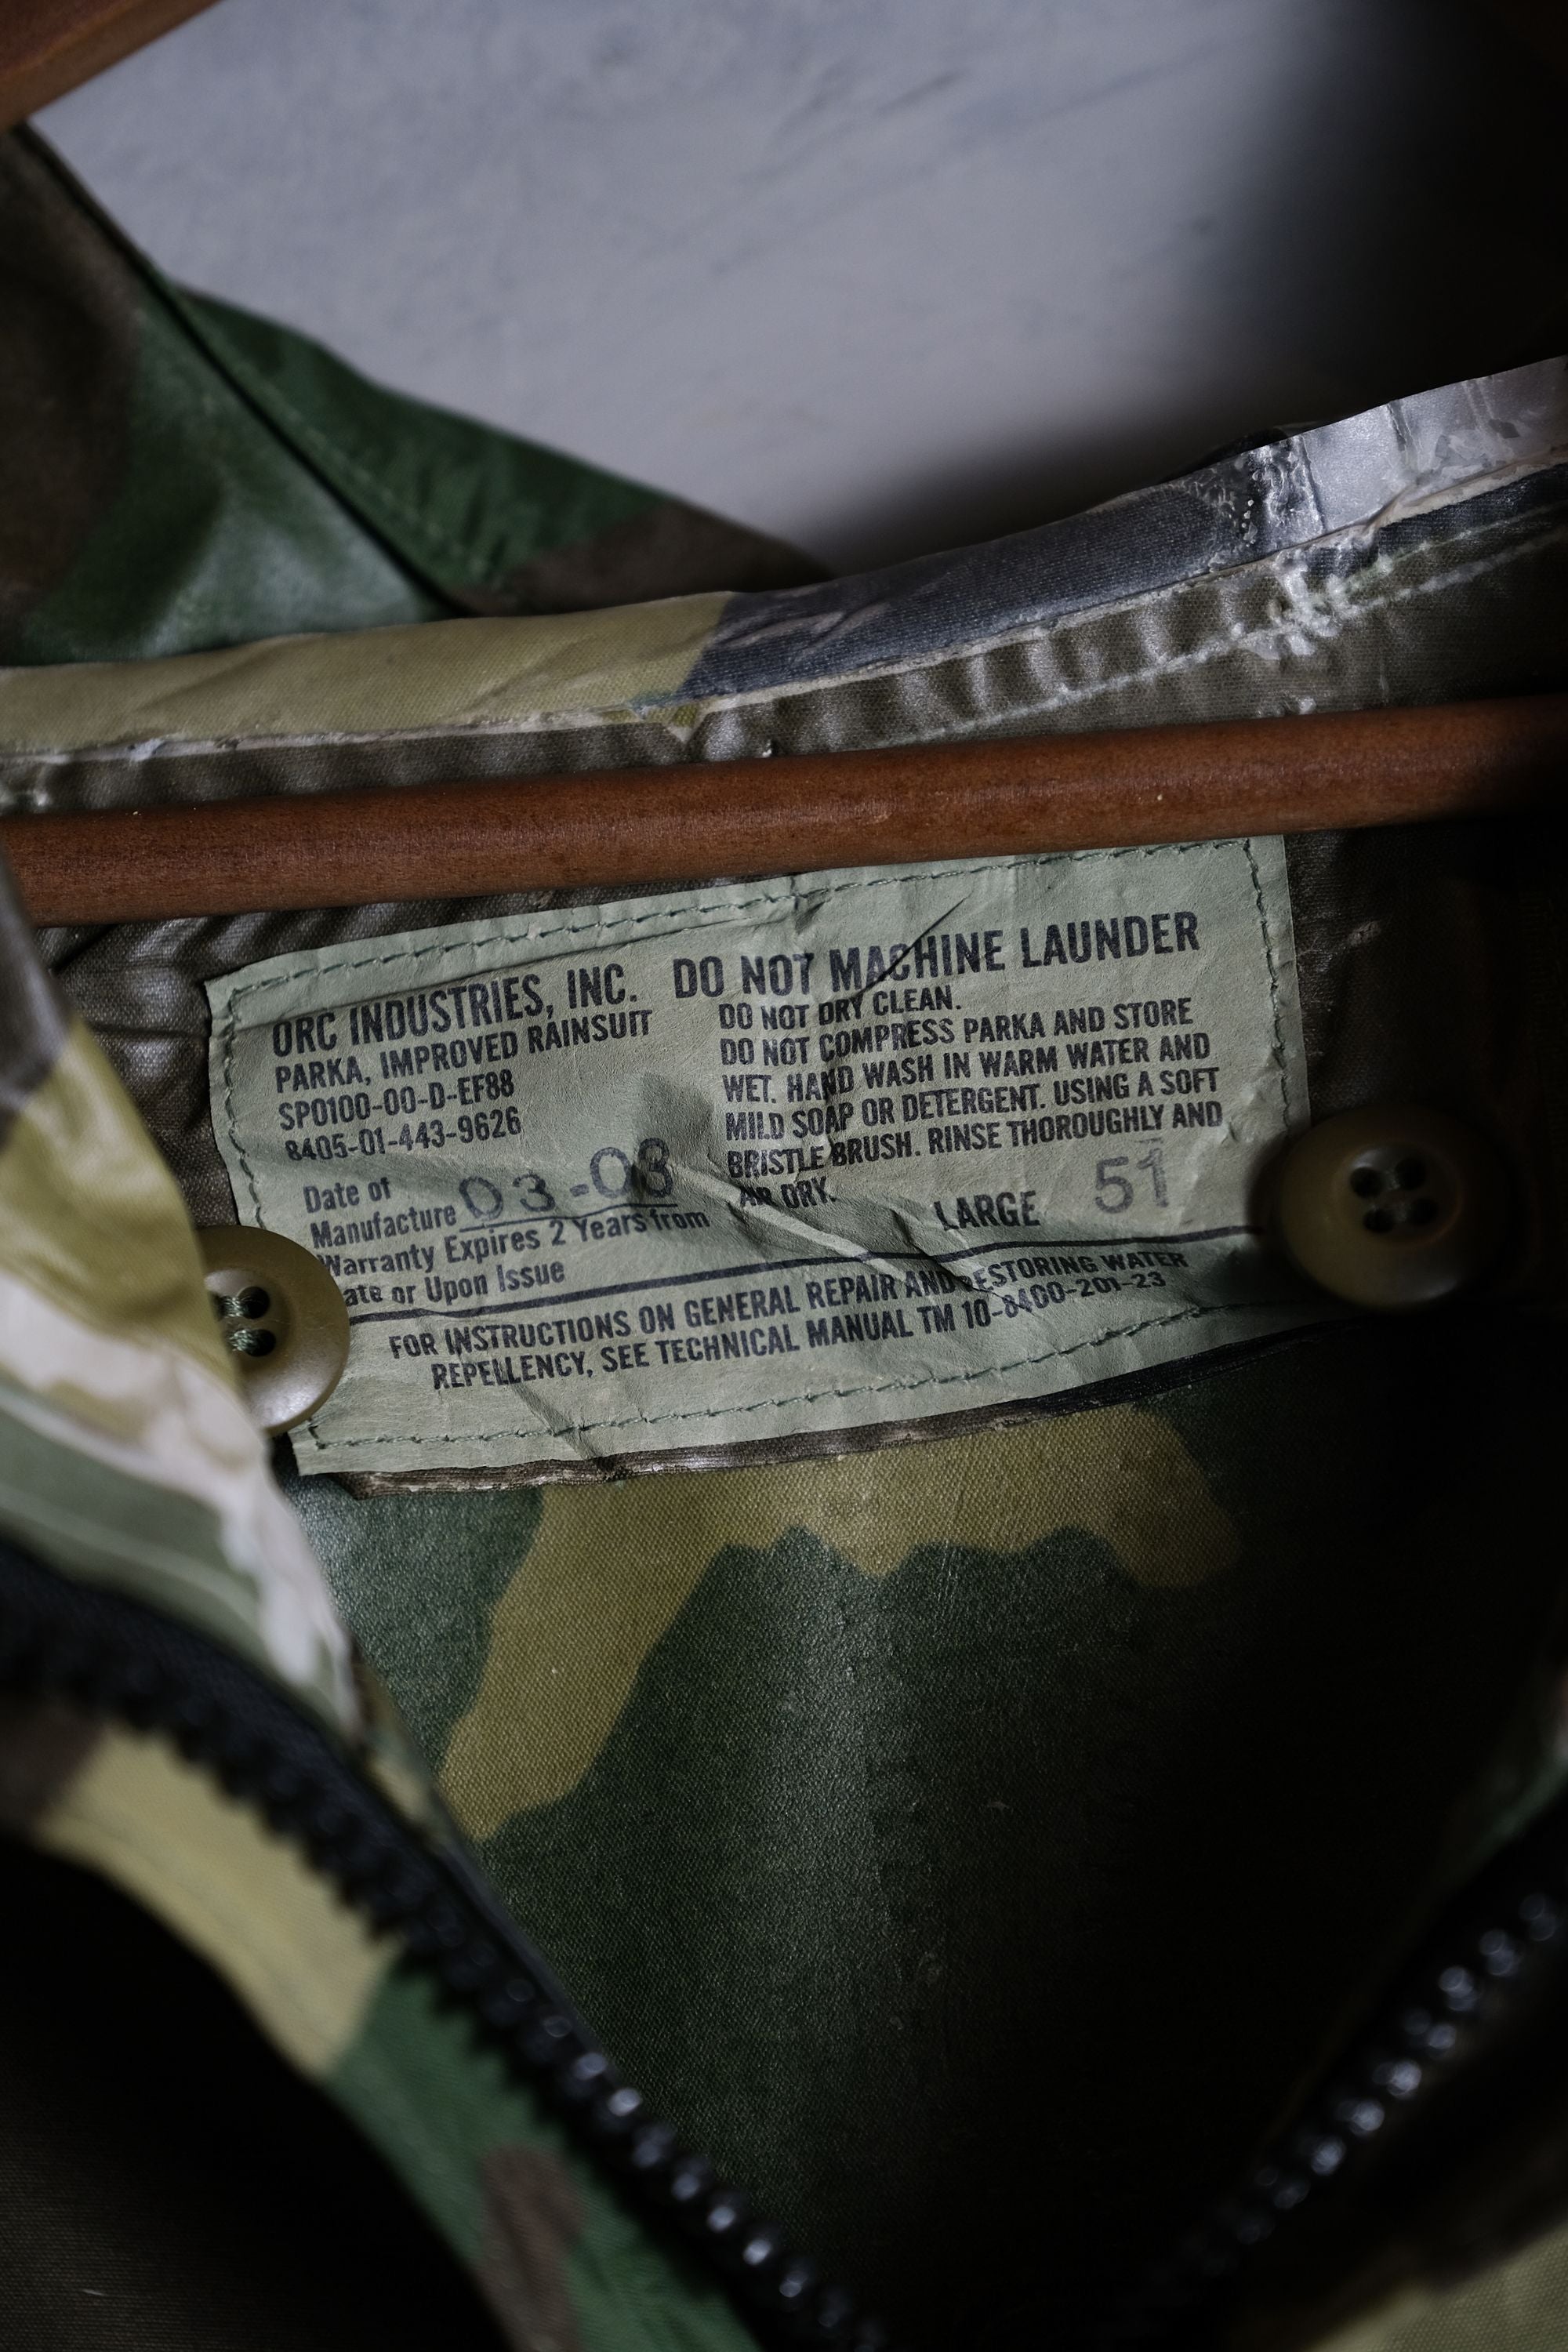 ORC INDUSTRIES, INC.
PARKA, IMPROVED RAINSUIT
SPO100-00-D-EF88
8405-01-443-9626
Date of
Manufacture 03-03
Warranty Expires 2 Years from
ate or Upon Issue
DO NOT MACHINE LAUNDER
DO NOT DRY CLEAN.
DO NOT COMPRESS PARKA AND STORE
WET. HAND WASH IN WARM WATER AND
MILD SOAP OR DETERGENT. USING A SOFT
BRISTLE BRUSH. RINSE THOROUGHLY AND
AIR DRY.
LARGE 51
FOR INSTRUCTIONS ON GENERAL REPAIR AND RESTORING WATER
REPELLENCY, SEE TECHNICAL MANUAL TM 10-8400-201-23